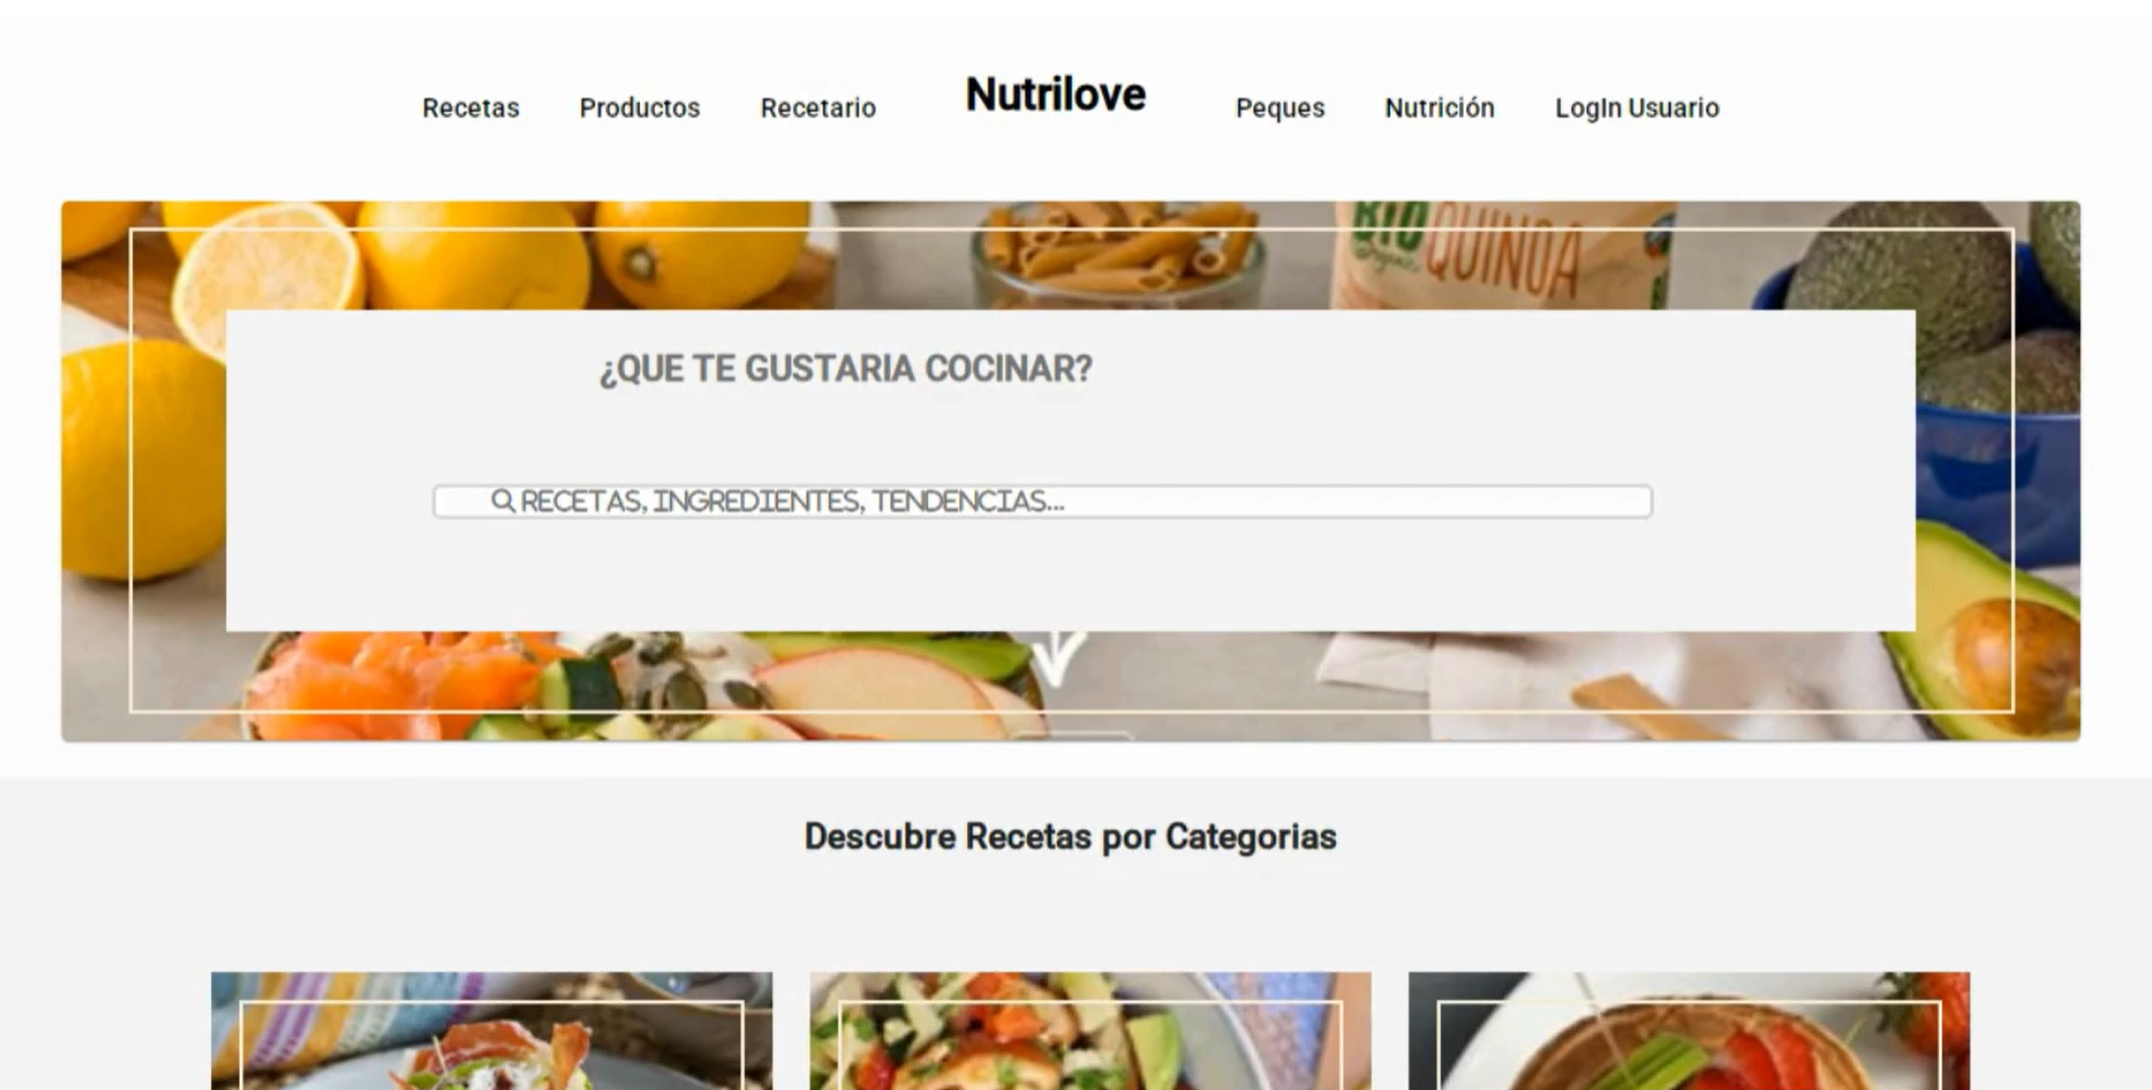 Recetas Productos Recetario Nutrilove Peques Nutrición LogIn Usuario
BIO QUINOA
Organic
¿QUE TE GUSTARIA COCINAR?
RECETAS, INGREDIENTES, TENDENCIAS...
Descubre Recetas por Categorias